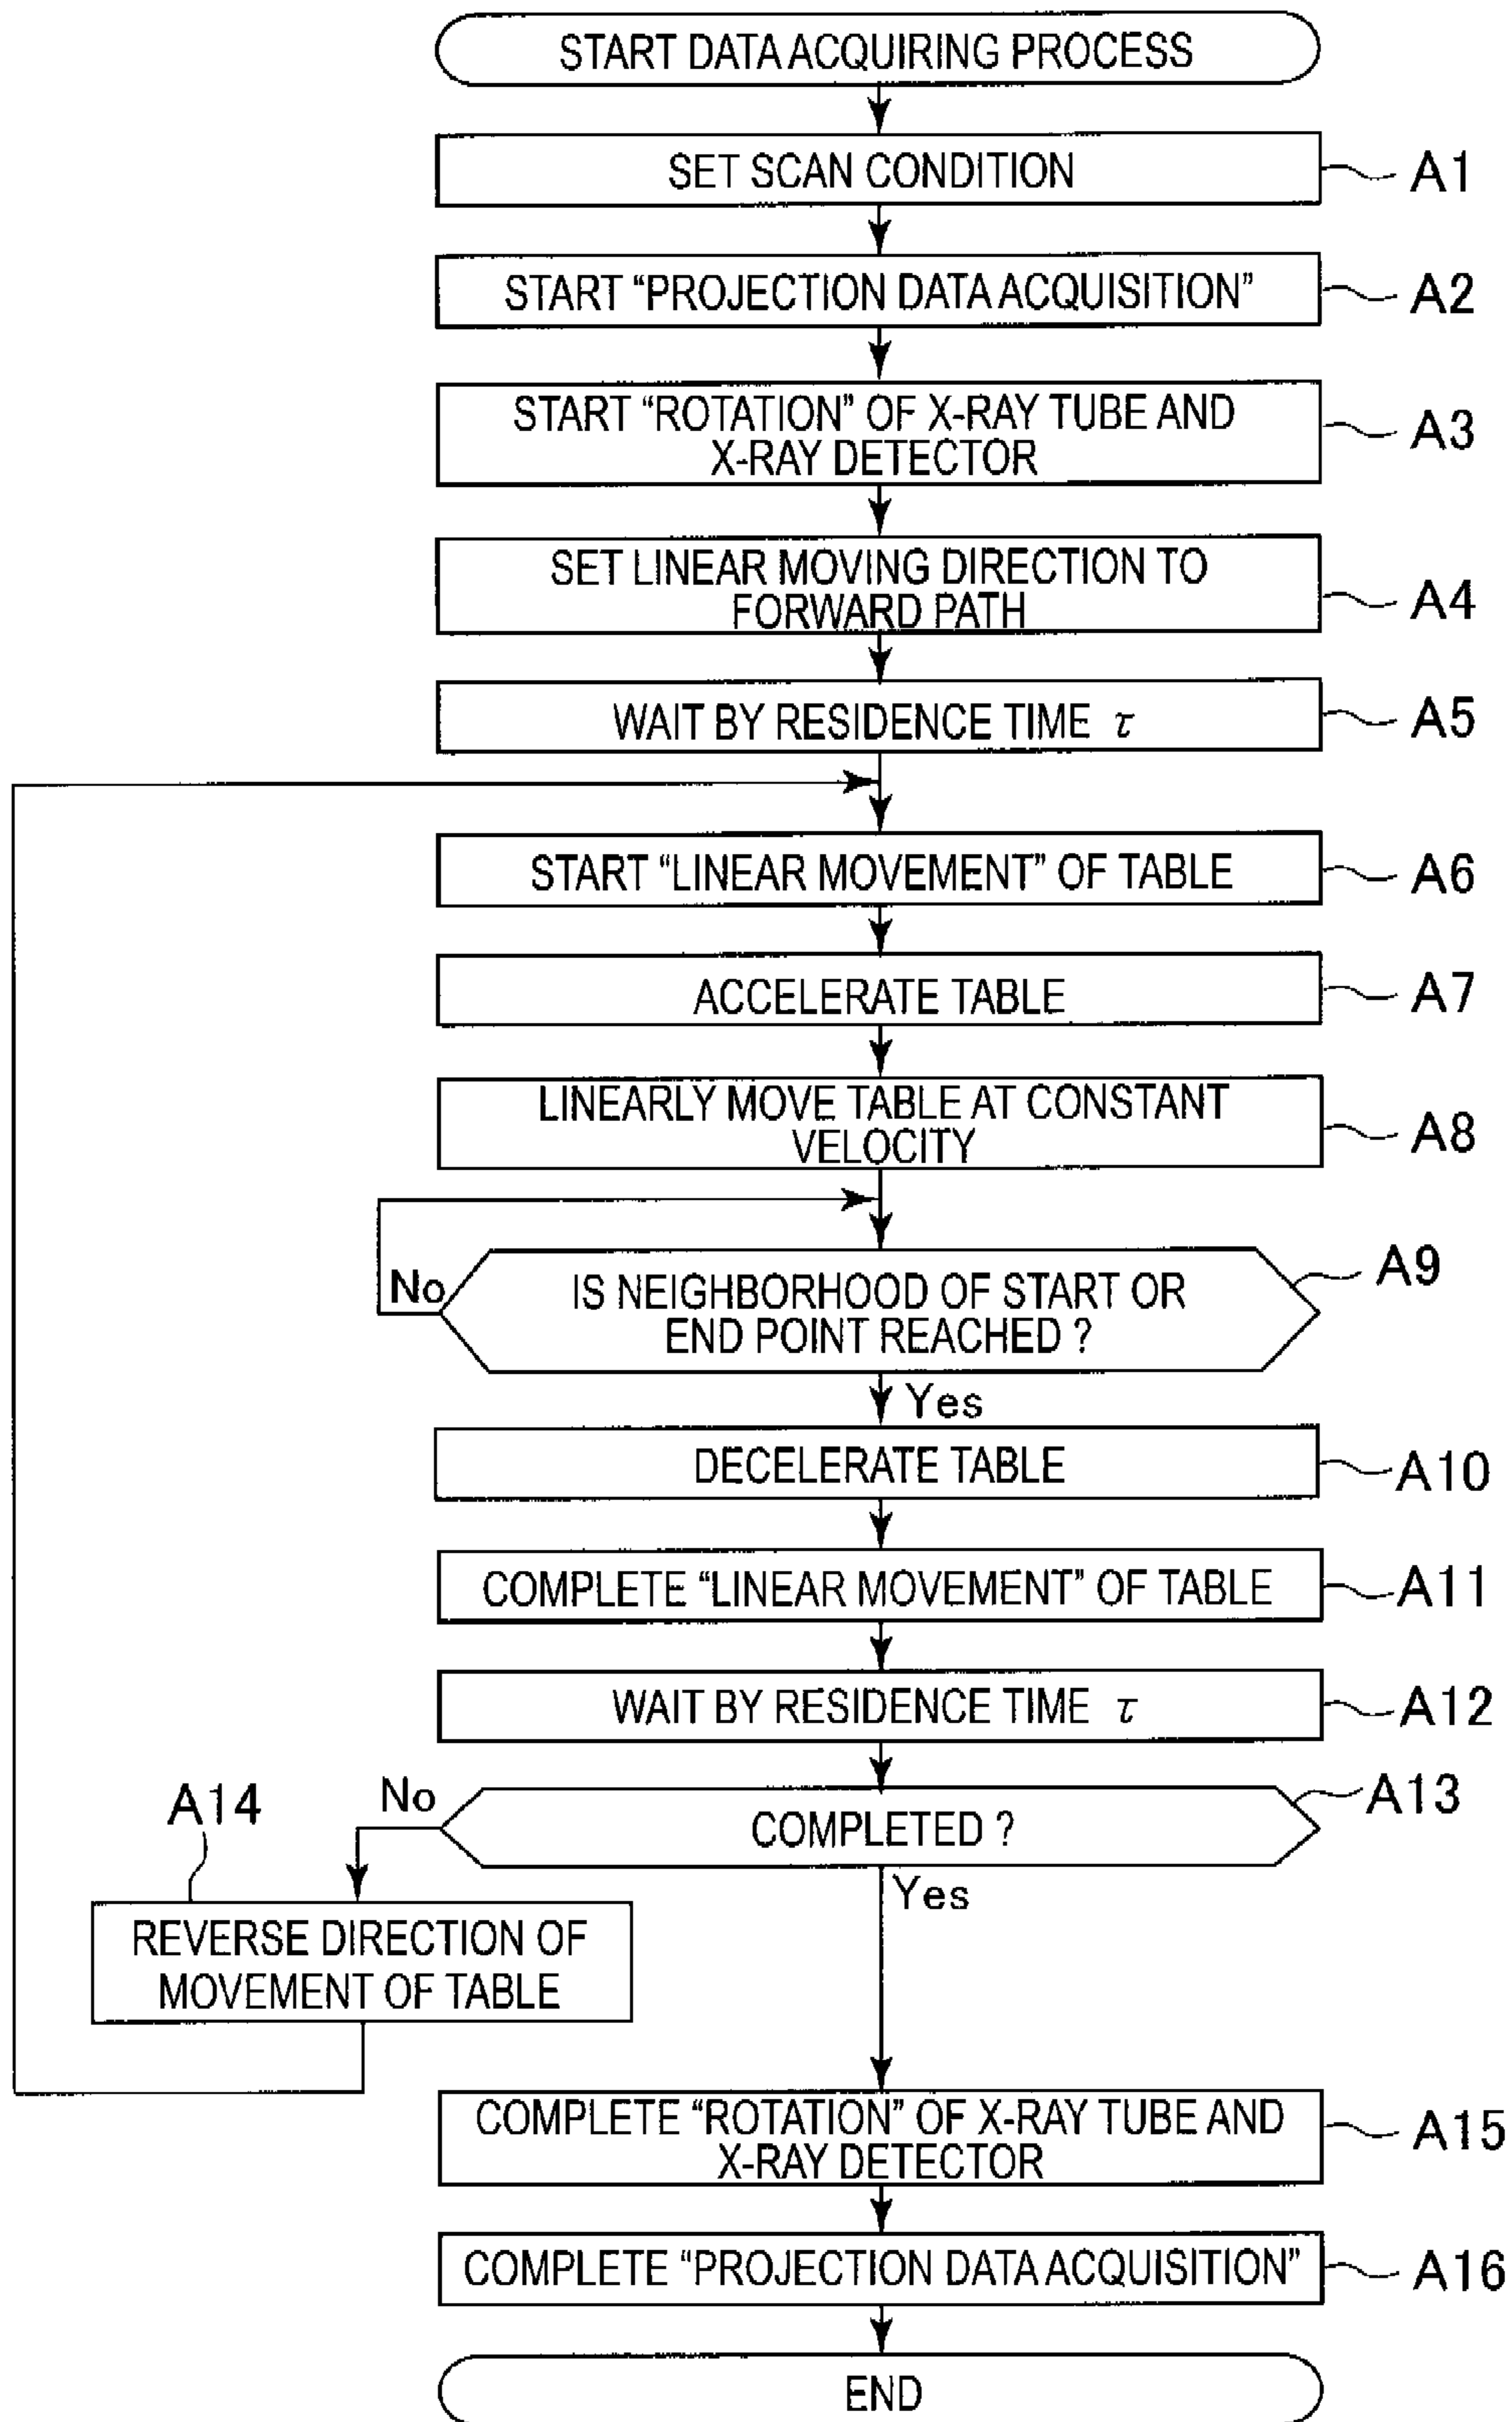 START DATA ACQUIRING PROCESS
SET SCAN CONDITION
A1
START “PROJECTION DATA ACQUISITION”
A2
START “ROTATION” OF X-RAY TUBE AND
X-RAY DETECTOR
A3
SET LINEAR MOVING DIRECTION TO
FORWARD PATH
A4
WAIT BY RESIDENCE TIME τ
A5
START “LINEAR MOVEMENT” OF TABLE
A6
ACCELERATE TABLE
A7
LINEARLY MOVE TABLE AT CONSTANT
VELOCITY
A8
No
IS NEIGHBORHOOD OF START OR
END POINT REACHED ?
A9
Yes
DECELERATE TABLE
A10
COMPLETE “LINEAR MOVEMENT” OF TABLE
A11
WAIT BY RESIDENCE TIME τ
A12
COMPLETED ?
A13
No
A14
Yes
REVERSE DIRECTION OF
MOVEMENT OF TABLE
COMPLETE “ROTATION” OF X-RAY TUBE AND
X-RAY DETECTOR
A15
COMPLETE “PROJECTION DATA ACQUISITION”
A16
END